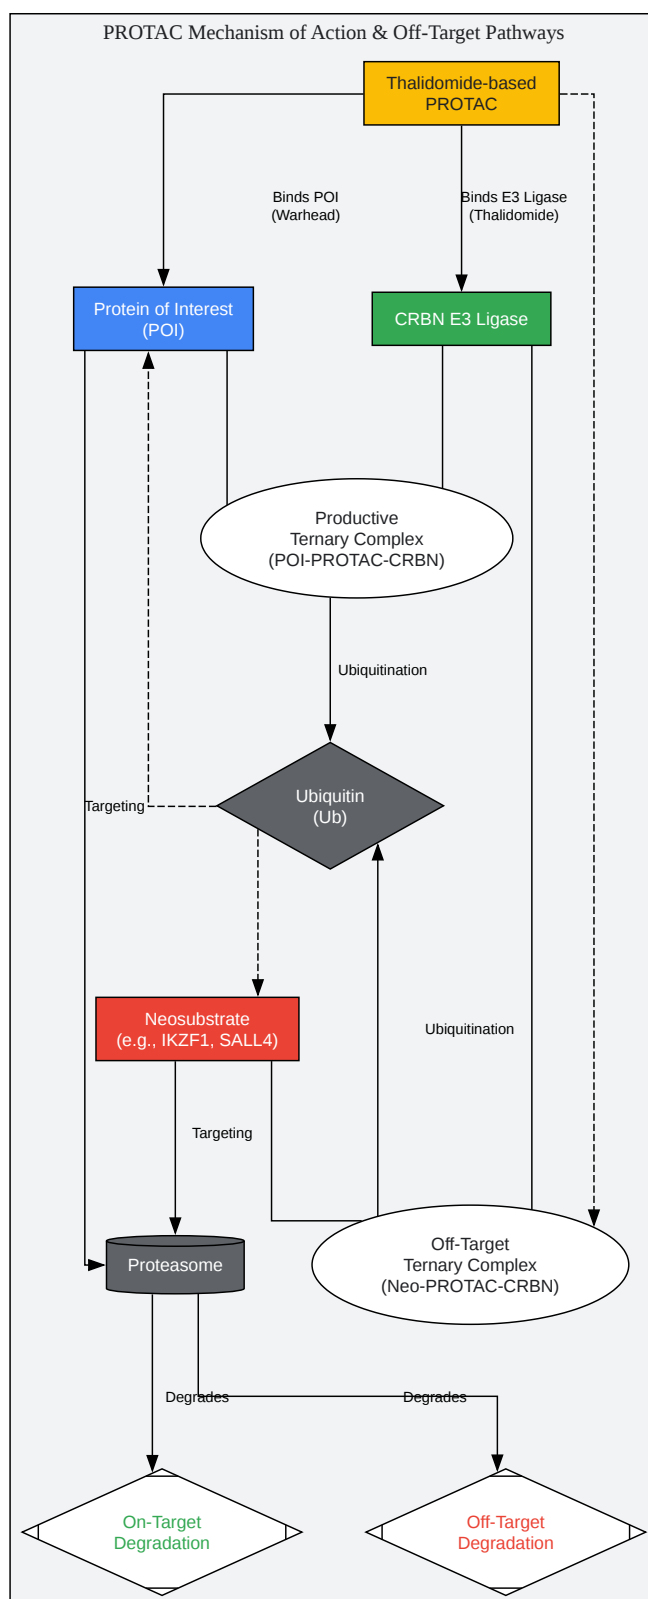 PROTAC Mechanism of Action & Off-Target Pathways
Thalidomide-based
PROTAC
Binds POI
(Warhead)
Binds E3 Ligase
(Thalidomide)
Protein of Interest
(POI)
CRBN E3 Ligase
Productive
Ternary Complex
(POI-PROTAC-CRBN)
Ubiquitination
Targeting
Ubiquitin
(Ub)
Neosubstrate
(e.g., IKZF1, SALL4)
Ubiquitination
Targeting
Proteasome
Off-Target
Ternary Complex
(Neo-PROTAC-CRBN)
Degrades
Degrades
On-Target
Degradation
Off-Target
Degradation